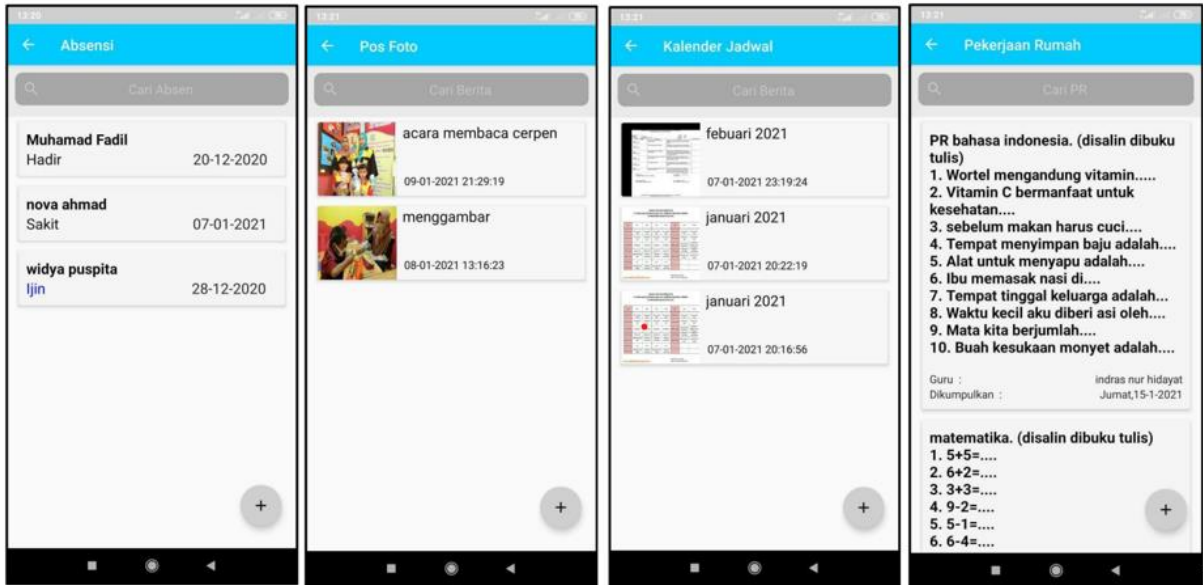 13:20
Absensi
Cari Absen
Muhamad Fadil
Hadir 20-12-2020
nova ahmad
Sakit 07-01-2021
widya puspita
Ijin 28-12-2020
13:21
Pos Foto
Cari Berita
acara membaca cerpen
09-01-2021 21:29:19
menggambar
08-01-2021 13:16:23
13:21
Kalender Jadwal
Cari Berita
febuari 2021
07-01-2021 23:19:24
januari 2021
07-01-2021 20:22:19
januari 2021
07-01-2021 20:16:56
13:21
Pekerjaan Rumah
Cari PR
PR bahasa indonesia. (disalin dibuku
tulis)
1. Wortel mengandung vitamin.....
2. Vitamin C bermanfaat untuk
kesehatan....
3. sebelum makan harus cuci....
4. Tempat menyimpan baju adalah....
5. Alat untuk menyapu adalah....
6. Ibu memasak nasi di....
7. Tempat tinggal keluarga adalah...
8. Waktu kecil aku diberi asi oleh....
9. Mata kita berjumlah....
10. Buah kesukaan monyet adalah....
Guru : indras nur hidayat
Dikumpulkan : Jumat,15-1-2021
matematika. (disalin dibuku tulis)
1. 5+5=....
2. 6+2=....
3. 3+3=....
4. 9-2=....
5. 5-1=....
6. 6-4=....